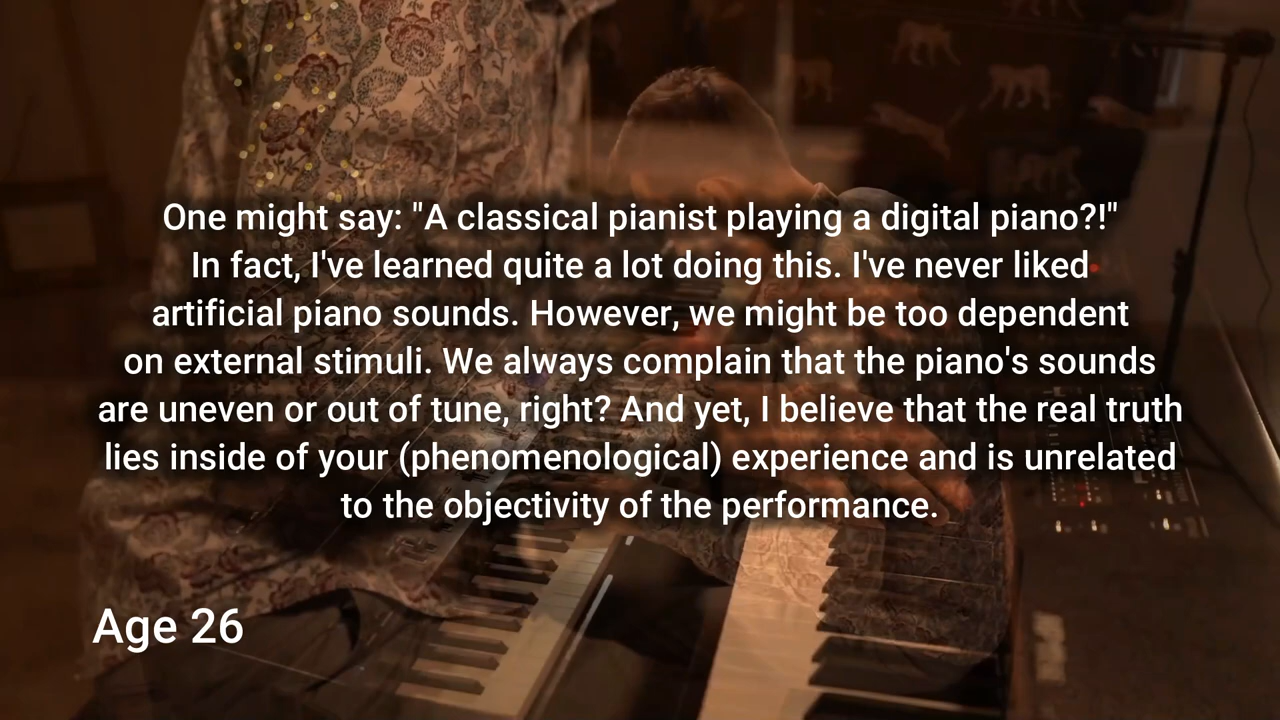 One might say: "A classical pianist playing a digital piano?!"
In fact, I've learned quite a lot doing this. I've never liked
artificial piano sounds. However, we might be too dependent
on external stimuli. We always complain that the piano's sounds
are uneven or out of tune, right? And yet, I believe that the real truth
lies inside of your (phenomenological) experience and is unrelated
to the objectivity of the performance.
Age 26